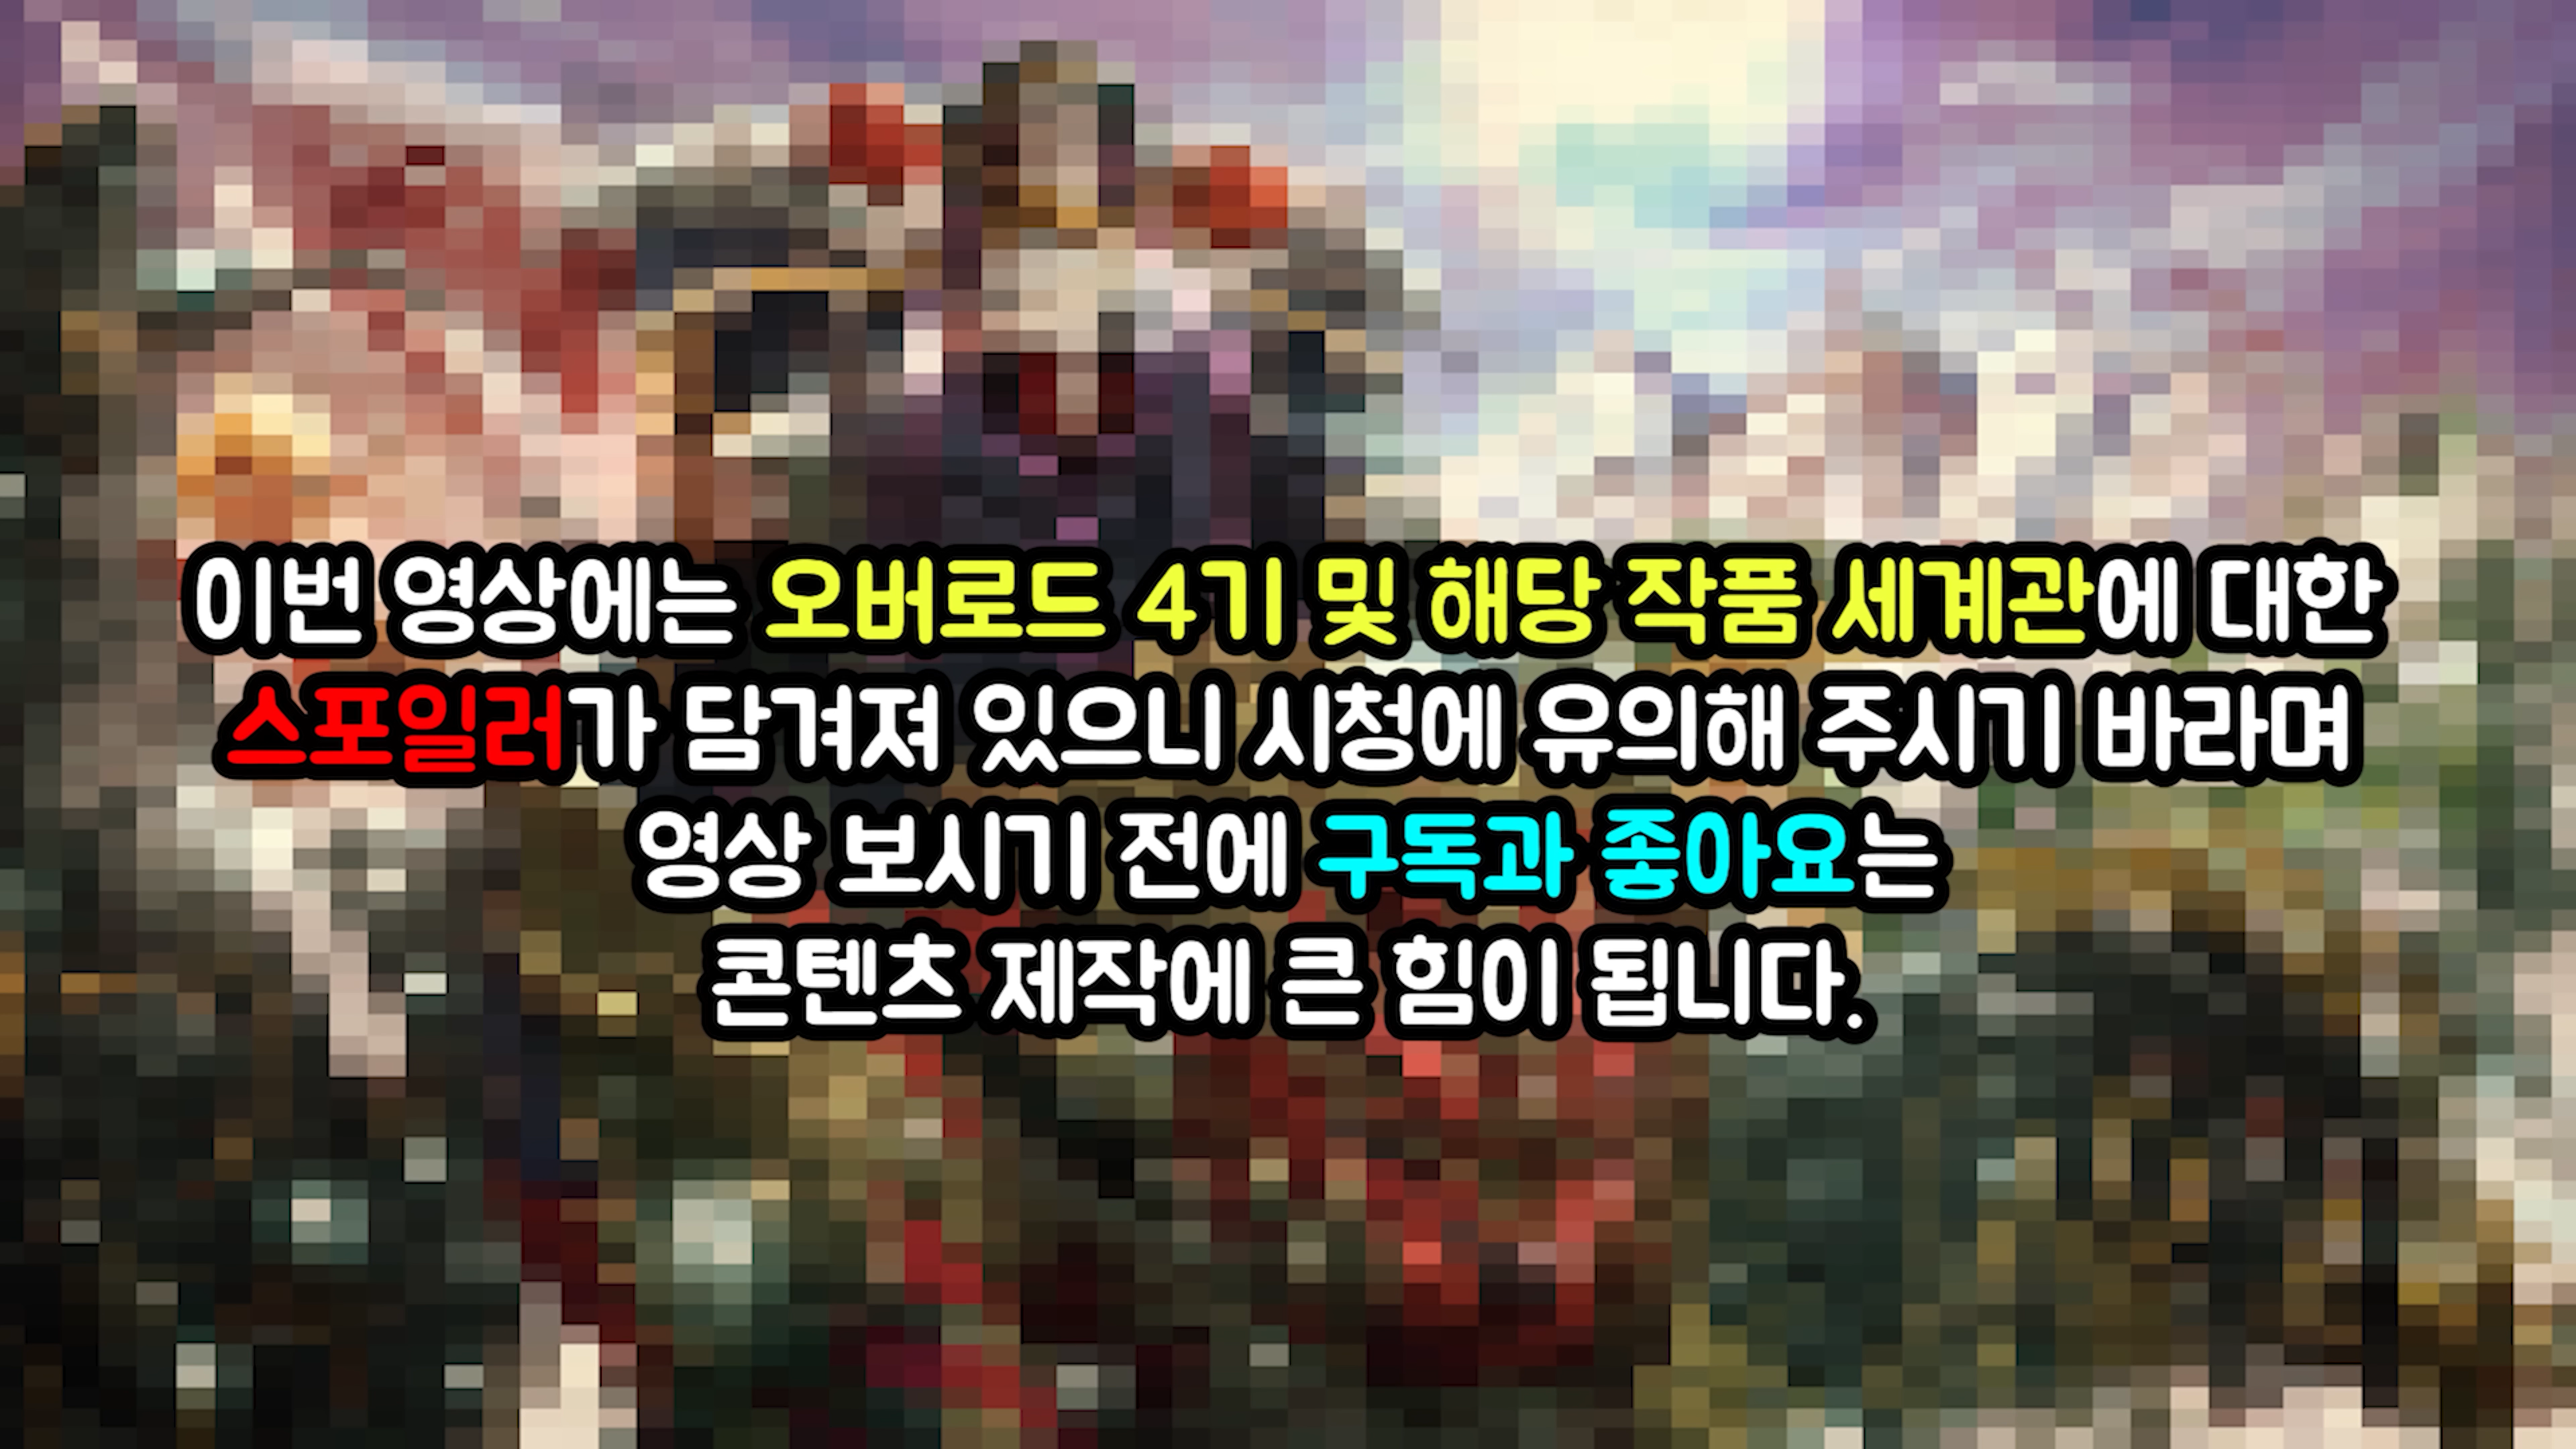 이번 영상에는 오버로드 4기 및 해당 작품 세계관에 대한
스포일러가 담겨져 있으니 시청에 유의해 주시기 바라며
영상 보시기 전에 구독과 좋아요는
콘텐츠 제작에 큰 힘이 됩니다.